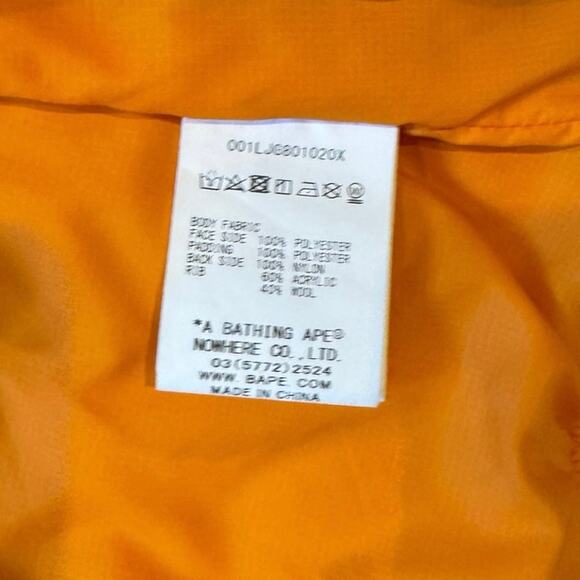 001LJG801020X
BODY FABRIC
FACE SIDE 100% POLYESTER
PADDING 100% POLYESTER
BACK SIDE 100% NYLON
RIB 60% ACRYLIC
40% WOOL
*A BATHING APE®
NOWHERE CO.,LTD.
03(5772)2524
WWW.BAPE.COM
MADE IN CHINA